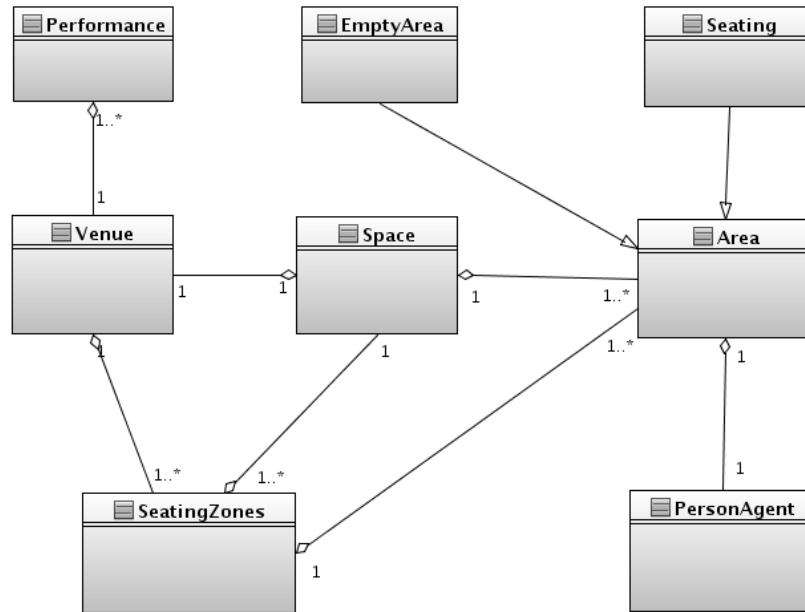 Performance
EmptyArea
Seating
1..*
1
Venue
Space
Area
1
1
1
1..*
1
1
1..*
1
1..*
1..*
1
SeatingZones
PersonAgent
1